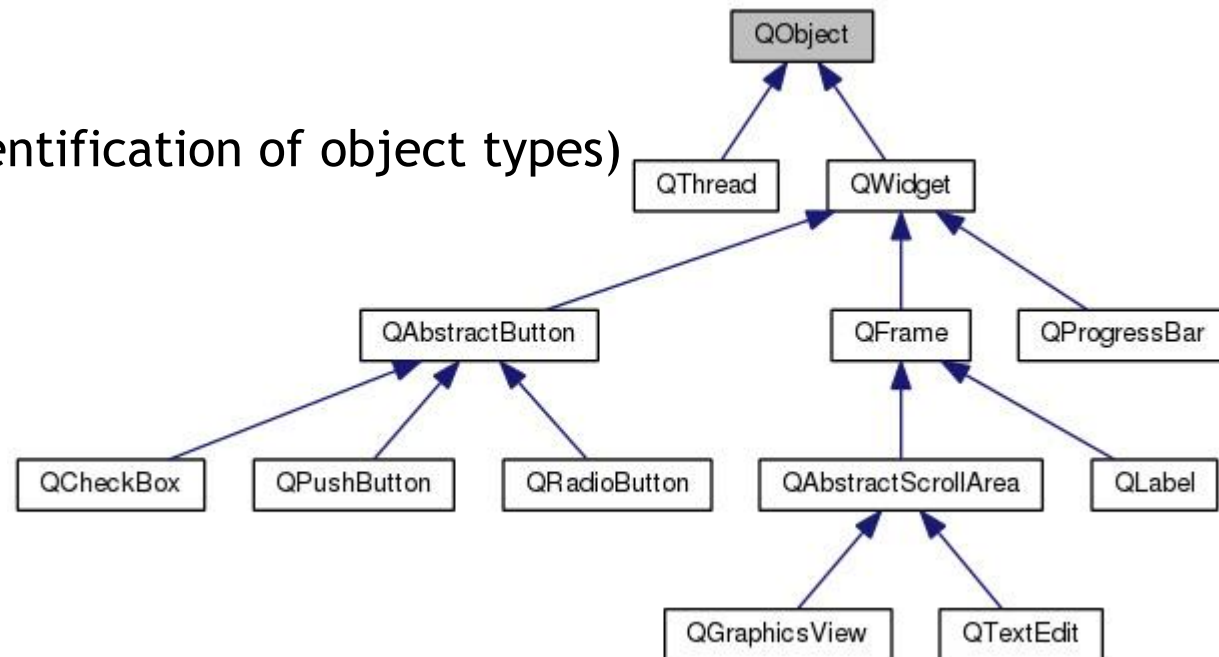 QObject
entification of object types)
QThread
QWidget
QAbstractButton
QFrame
QProgressBar
QCheckBox
QPushButton
QRadioButton
QAbstractScrollArea
QLabel
QGraphicsView
QTextEdit